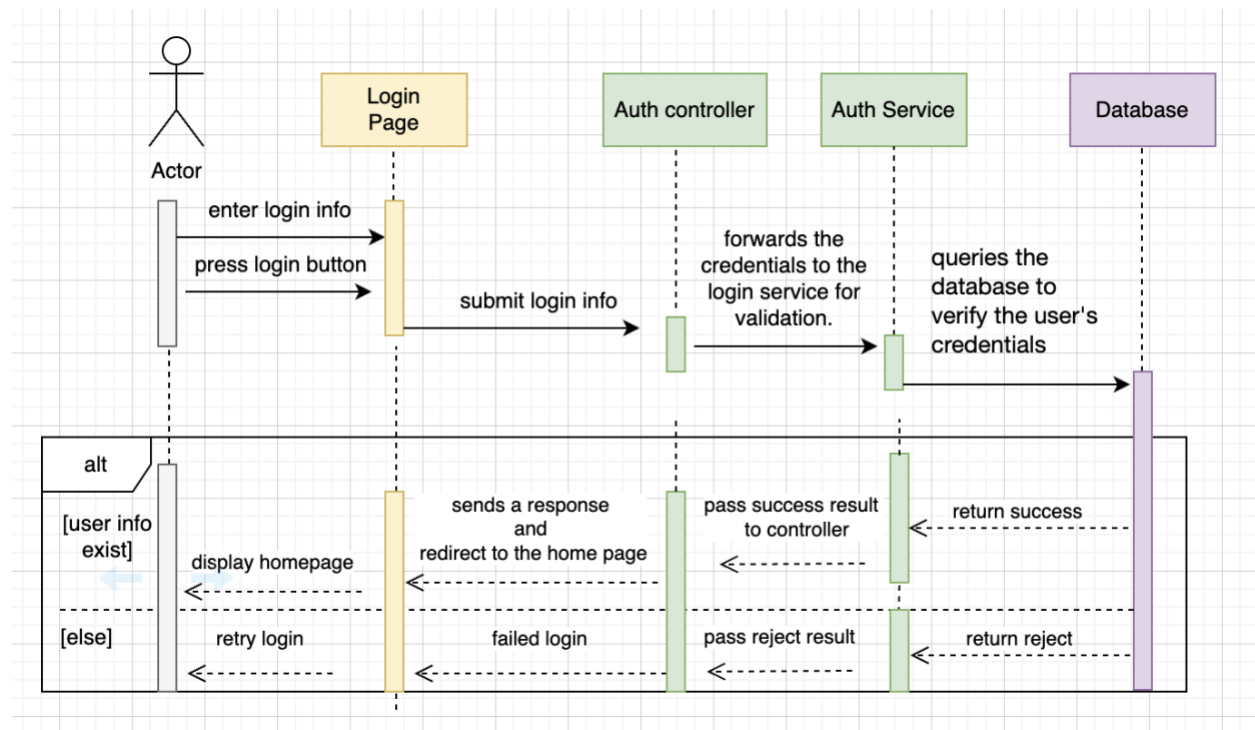 Login
Page
Auth controller
Auth Service
Database
Actor
enter login info
press login button
submit login info
forwards the
credentials to the
login service for
validation.
queries the
database to
verify the user's
credentials
alt
[user info
exist]
display homepage
sends a response
and
redirect to the home page
pass success result
to controller
return success
[else]
retry login
failed login
pass reject result
return reject